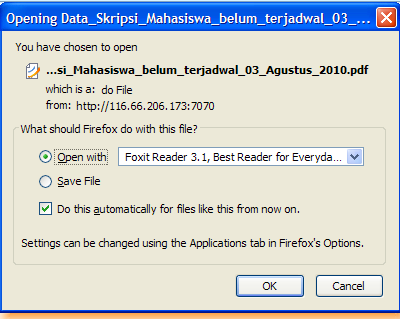 Opening Data_Skripsi_Mahasiswa_belum_terjadwal_03_...
You have chosen to open
...si_Mahasiswa_belum_terjadwal_03_Agustus_2010.pdf
which is a: do File
from: http://116.66.206.173:7070
What should Firefox do with this file?
Open with Foxit Reader 3.1, Best Reader for Everyda...
Save File
Do this automatically for files like this from now on.
Settings can be changed using the Applications tab in Firefox's Options.
OK Cancel